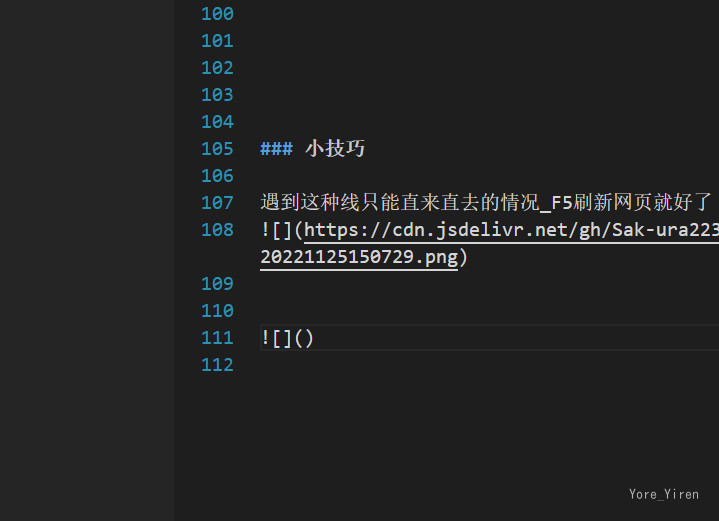 100
101
102
103
104
105 ### 小技巧
106
107 遇到这种线只能直来直去的情况_F5刷新网页就好了
108 ![](https://cdn.jsdelivr.net/gh/Sak-ura223
20221125150729.png)
109
110
111 ![]()
112
Yore_Yiren